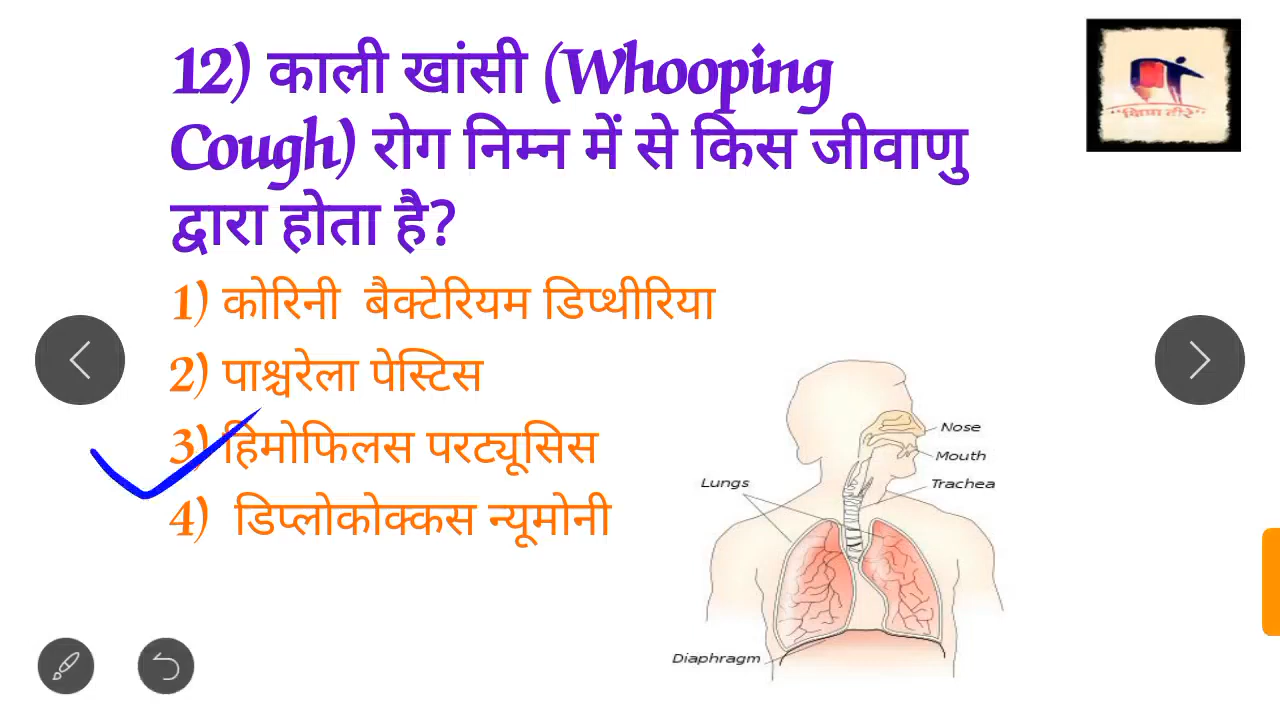 12) काली खांसी (Whooping
Cough) रोग निम्न में से किस जीवाणु
द्वारा होता है?
1) कोरिनी बैक्टेरियम डिप्थीरिया
2) पाश्चरेला पेस्टिस
3) हिमोफिलस परट्यूसिस
4) डिप्लोकोक्कस न्यूमोनी
Nose
Mouth
Trachea
Lungs
Diaphragm